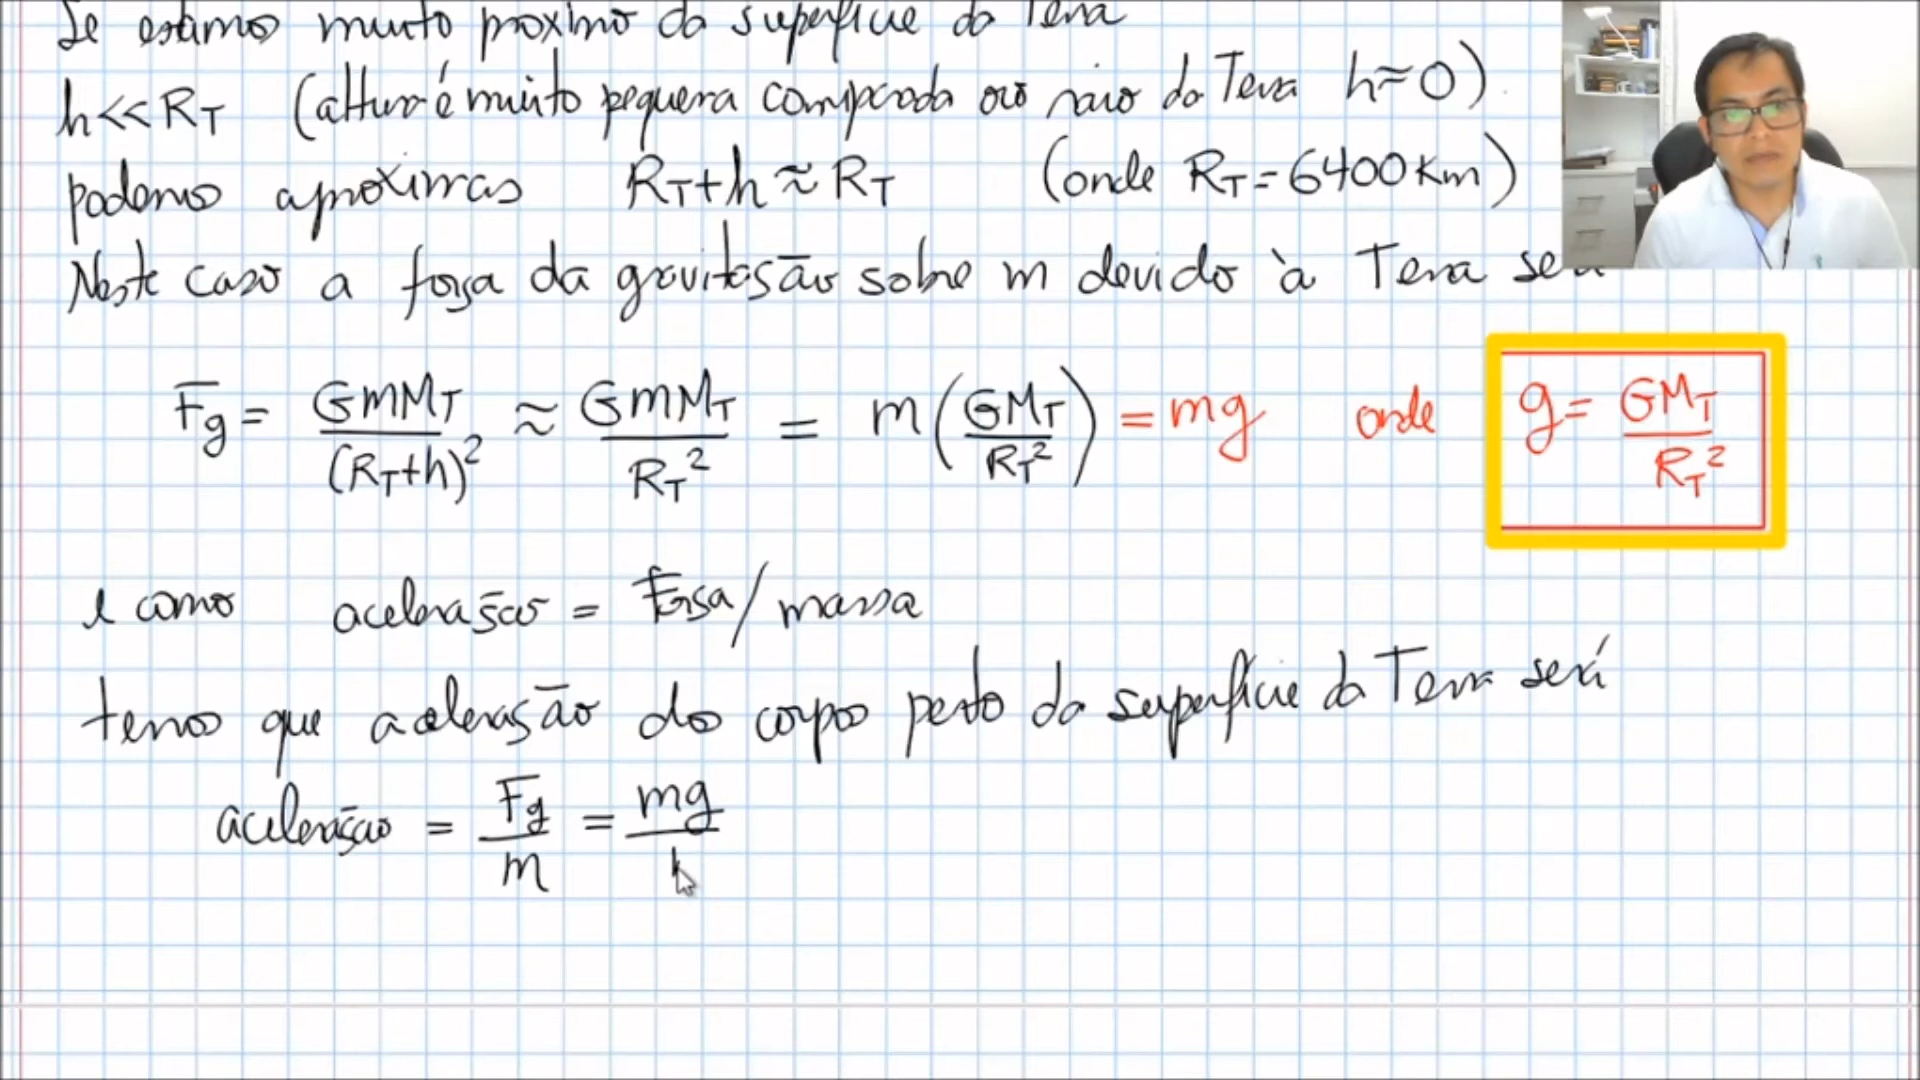 Se estamos muito proximo da superfície da Terra
h<<R_T (altura é muito pequena comparada ao raio da Terra h≈0)
podemos aproximar R_T+h≈R_T (onde R_T=6400Km)
Neste caso a força da gravitação sobre m devido à Terra será
F_g = GmM_T/(R_T+h)² ≈ GmM_T/R_T² = m(GM_T/R_T²) = mg onde g = GM_T/R_T²
e como aceleração = Força/massa
temos que aceleração do corpo perto da superfície da Terra será
aceleração = F_g/m = mg/